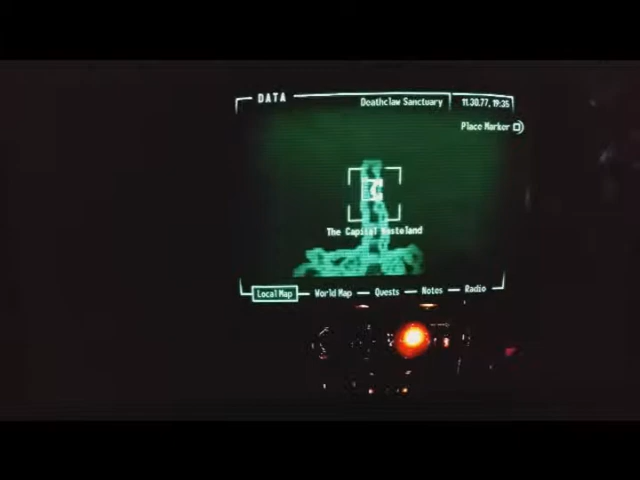 DATA
Deathclaw Sanctuary
11.30.77, 19:35
Place Marker
The Capital Wasteland
Local Map
World Map
Quests
Notes
Radio